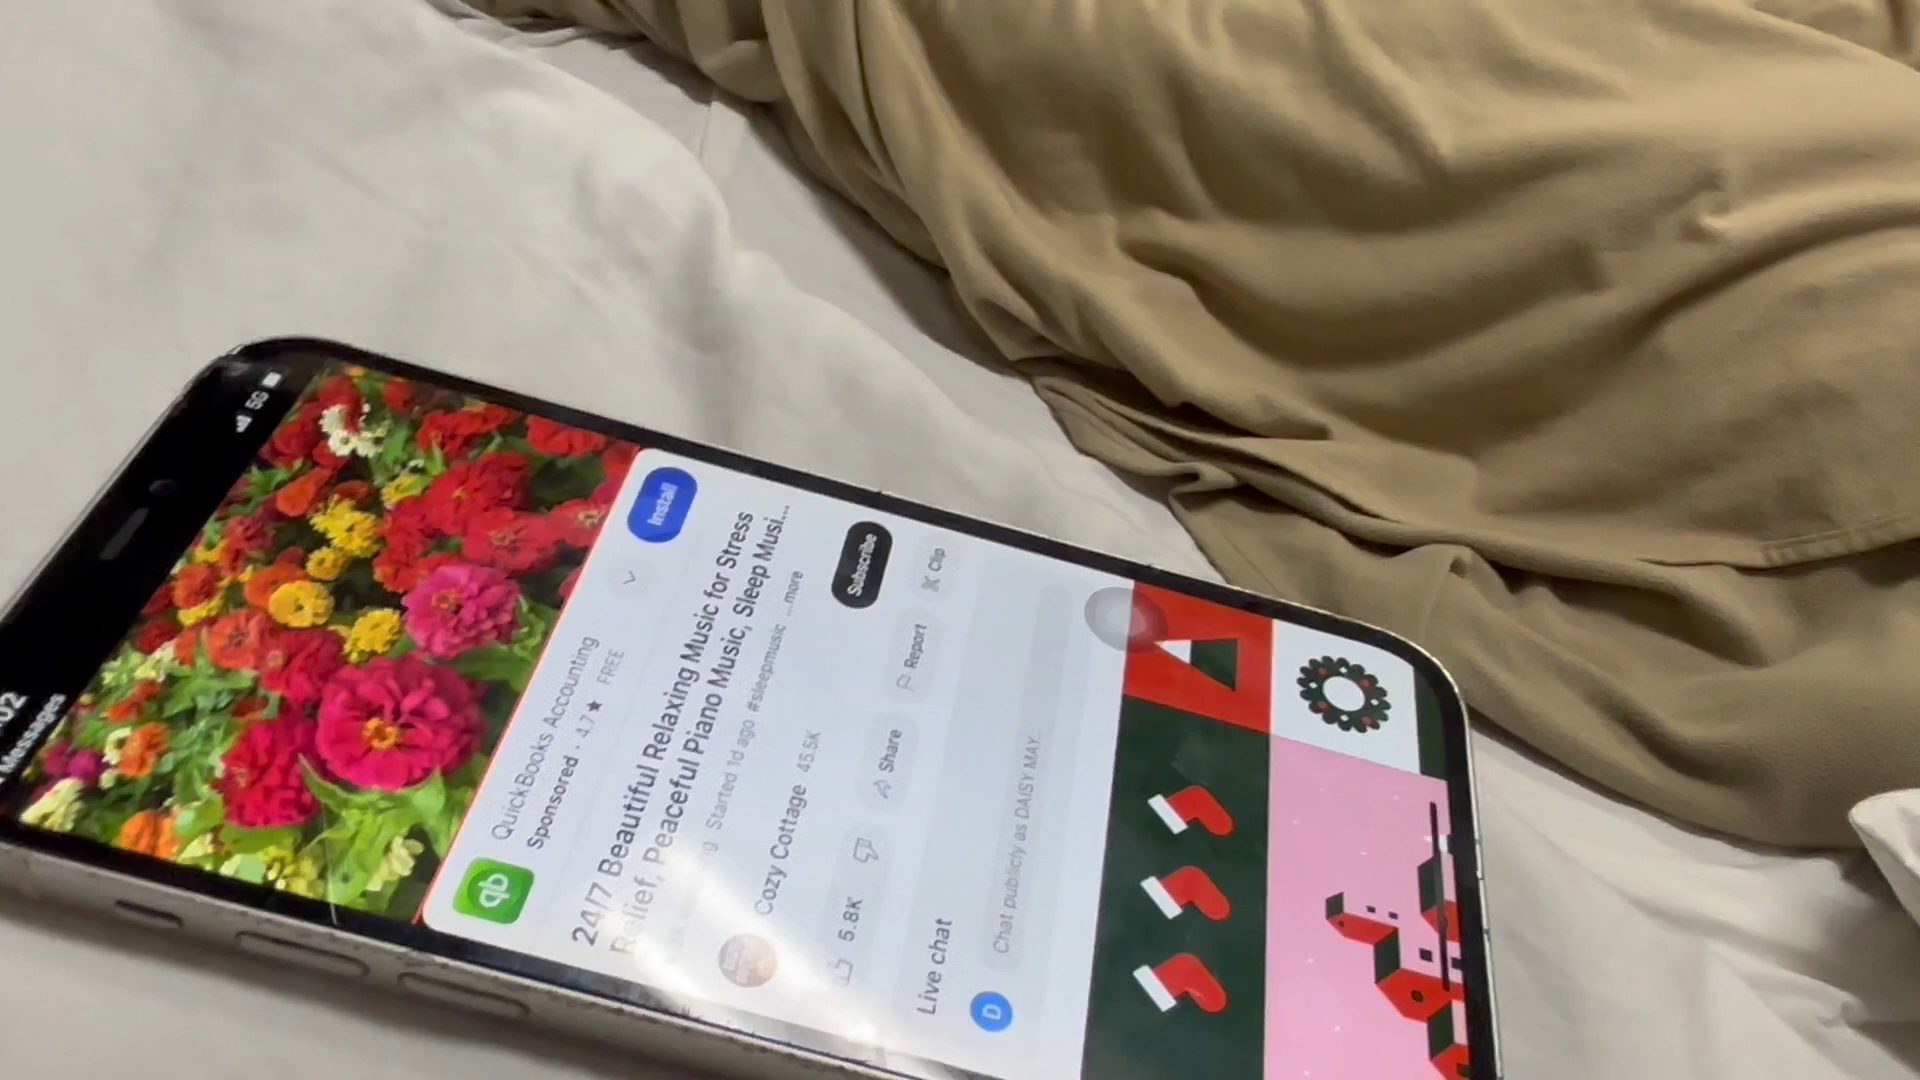 :02
Messages
5G
QuickBooks Accounting
Sponsored · 4.7★ FREE
Install
24/7 Beautiful Relaxing Music for Stress
Relief, Peaceful Piano Music, Sleep Musi...
Started 1d ago #sleepmusic ...more
Cozy Cottage 45.5K
Subscribe
5.8K
Share
Report
Clip
Live chat
D
Chat publicly as DAISY MAY...
qb